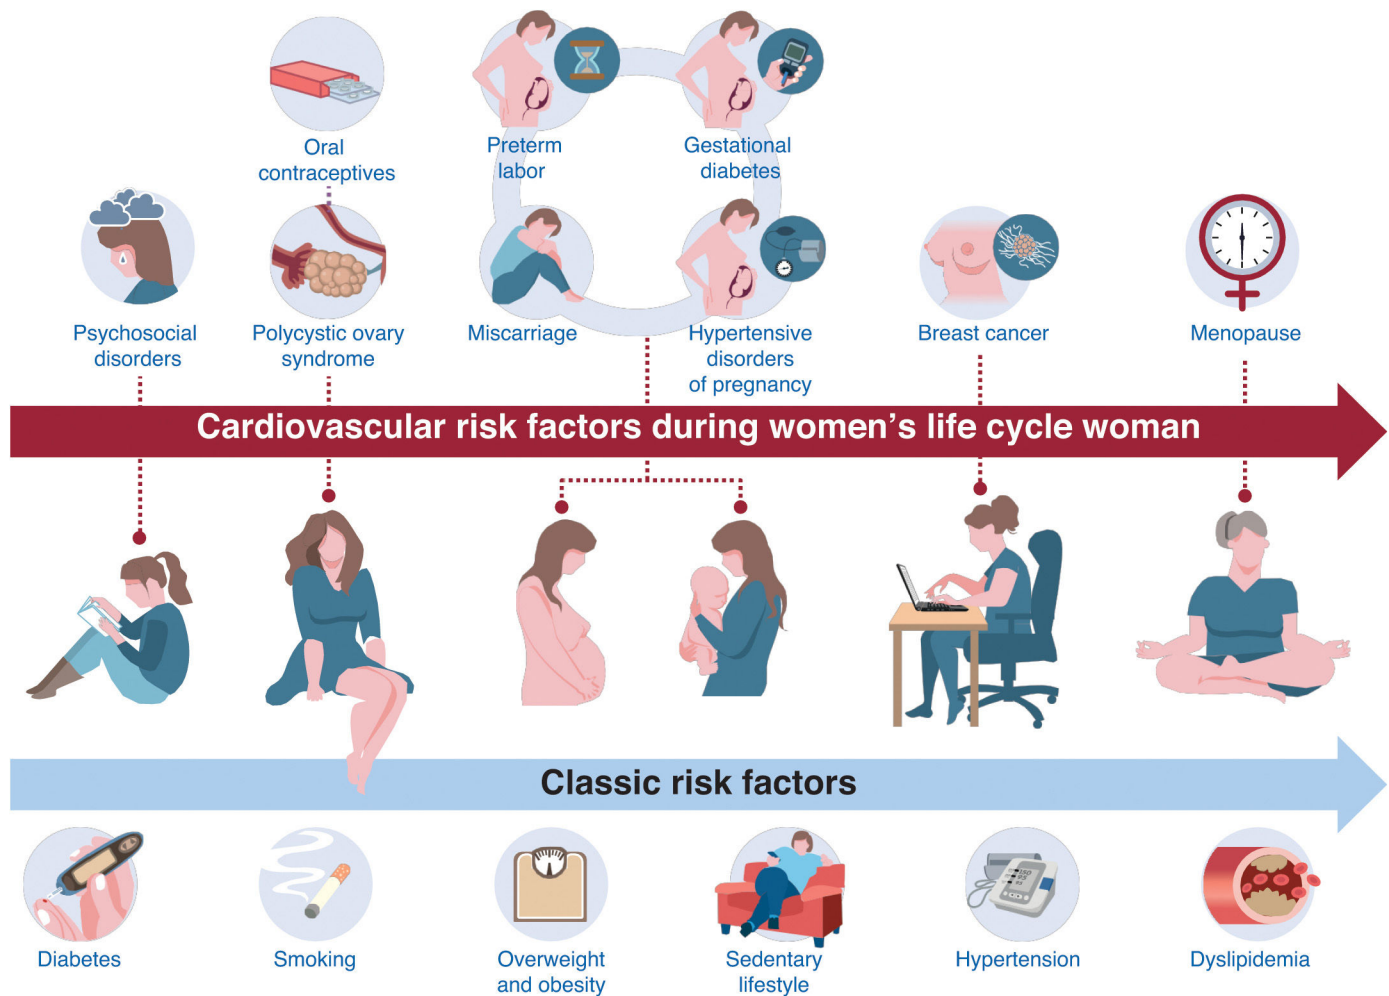 Oral
contraceptives
Preterm
labor
Gestational
diabetes
Psychosocial
disorders
Polycystic ovary
syndrome
Miscarriage
Hypertensive
disorders
of pregnancy
Breast cancer
Menopause
Cardiovascular risk factors during women’s life cycle woman
Classic risk factors
Diabetes
Smoking
Overweight
and obesity
Sedentary
lifestyle
Hypertension
Dyslipidemia